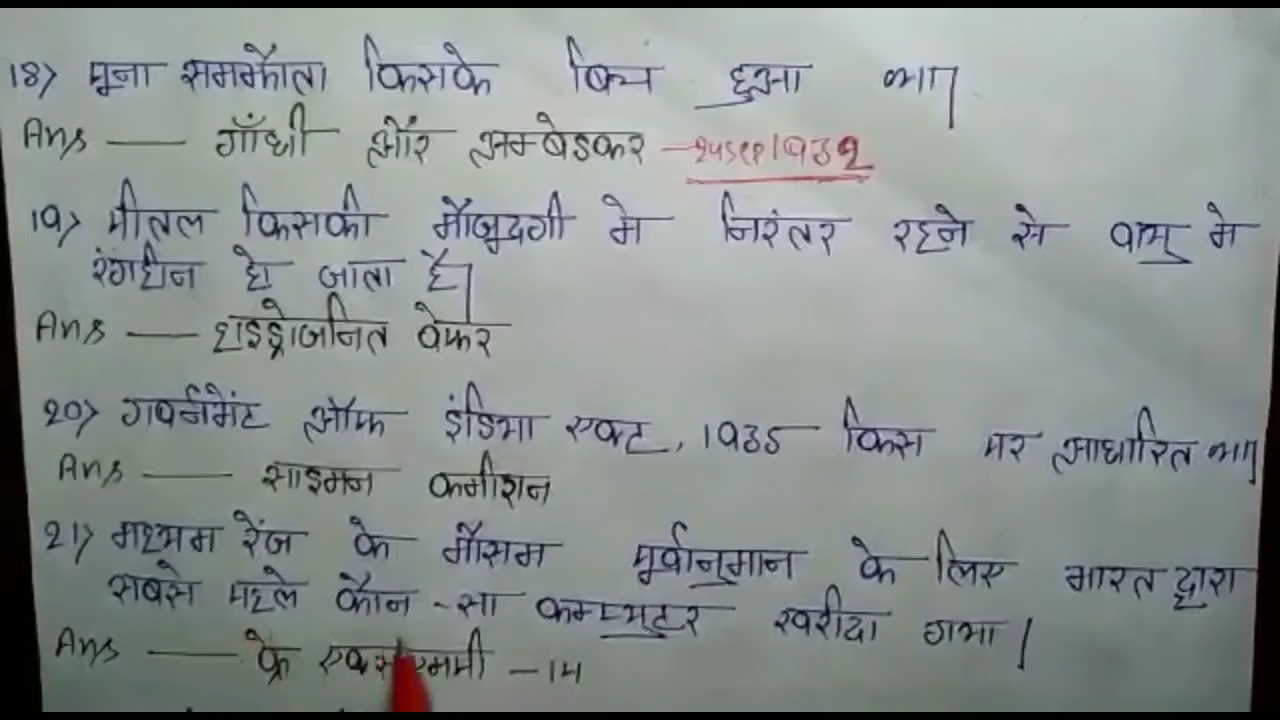 18> पूना समझौता किसके बिच हुआ था।
Ans — गाँधी और अम्बेडकर – 24 Sep 1932
19> पीतल किसकी मौजूदगी मे निरंतर रहने से वायु मे
रंगहीन हो जाता है।
Ans — हाइड्रोजनित वेफर
20> गवर्नमेंट ऑफ इंडिया एक्ट, 1935 किस पर आधारित था।
Ans — साइमन कमीशन
21> मध्यम रेंज के मौसम पूर्वानुमान के लिए भारत द्वारा
सबसे पहले कौन-सा कम्प्युटर खरीदा गया।
Ans — क्रे एक्सएमपी – 14